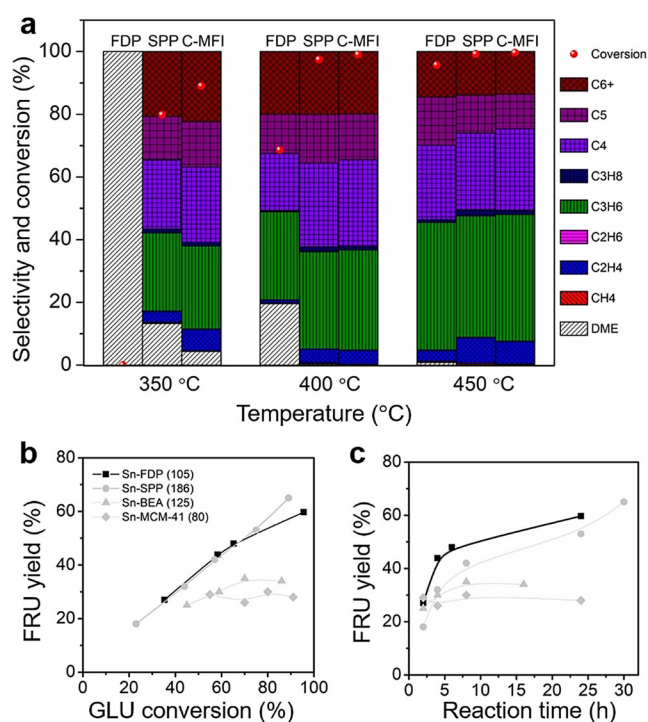 a
FDP SPP C-MFI
FDP SPP C-MFI
FDP SPP C-MFI
Selectivity and conversion (%)
100
80
60
40
20
0
350 °C
400 °C
450 °C
Temperature (°C)
Coversion
C6+
C5
C4
C3H8
C3H6
C2H6
C2H4
CH4
DME
b
FRU yield (%)
80
60
40
20
0
Sn-FDP (105)
Sn-SPP (186)
Sn-BEA (125)
Sn-MCM-41 (80)
0 20 40 60 80 100
GLU conversion (%)
c
FRU yield (%)
80
60
40
20
0
0 5 10 15 20 25 30
Reaction time (h)